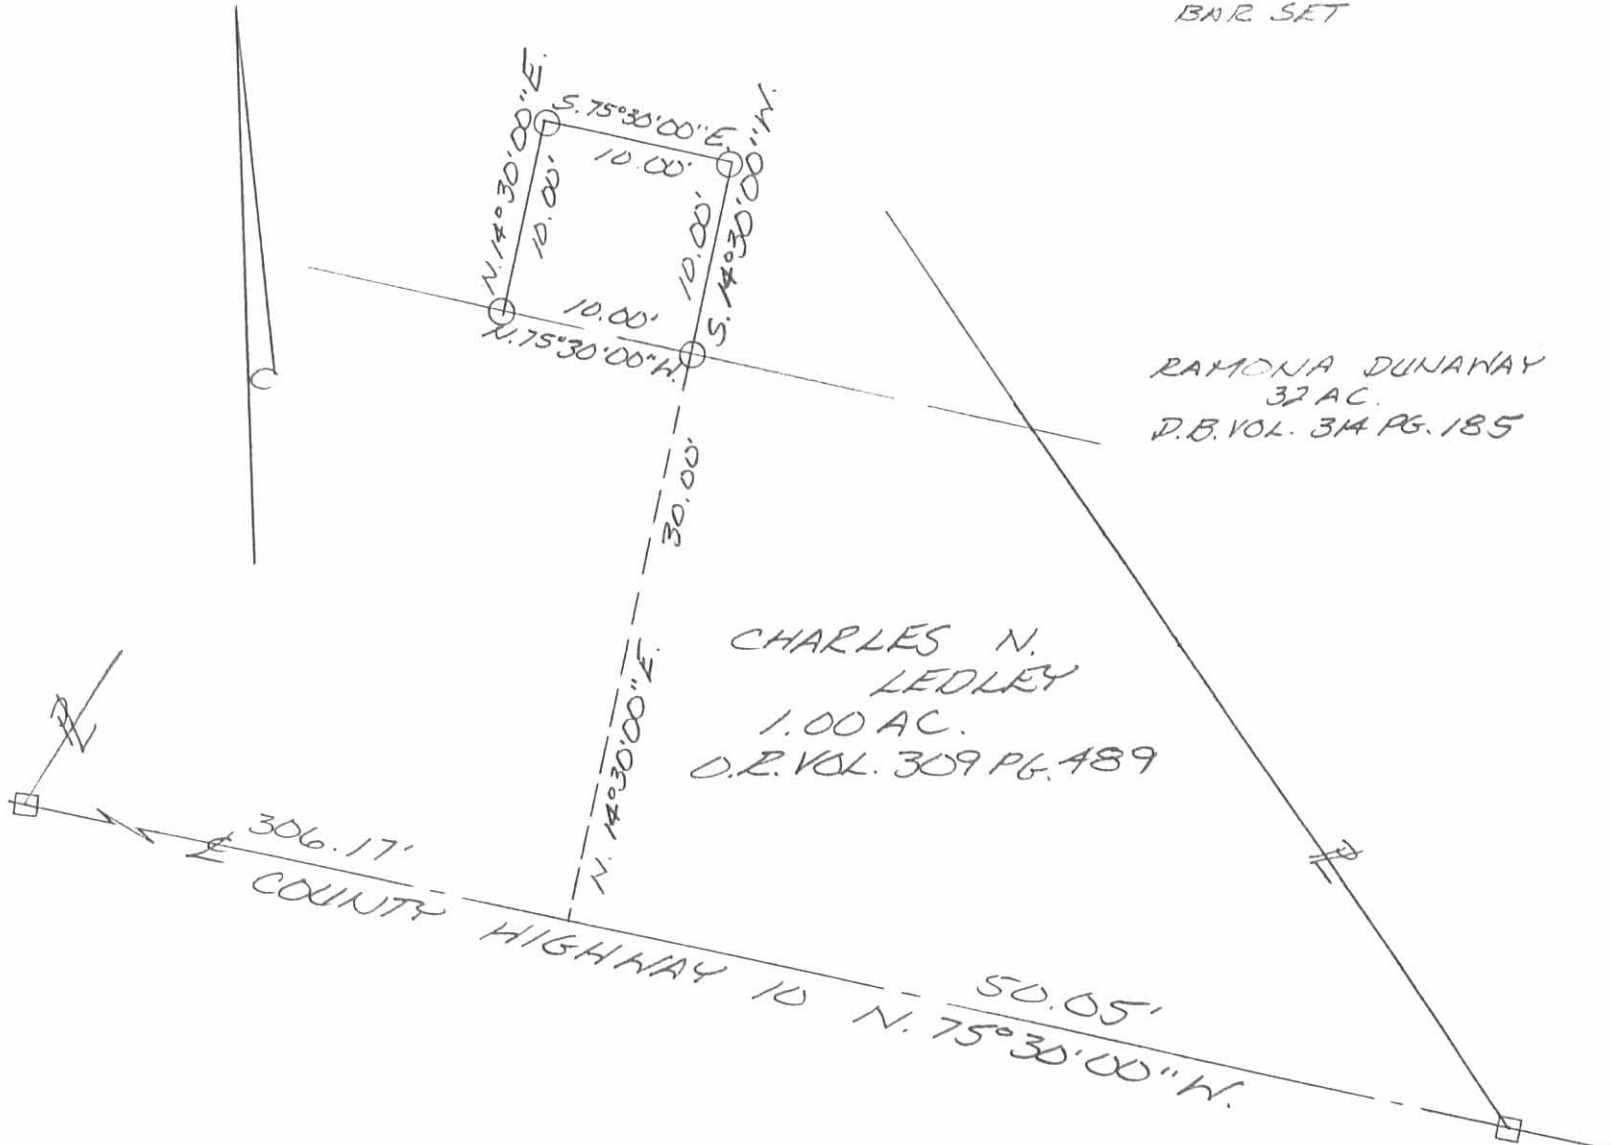 BAR SET
N. 14°30'00" E.
S. 75°30'00" E.
10.00'
10.00'
10.00'
S. 14°30'00" W.
10.00'
N. 75°30'00" W.
RAMONA DUNAWAY
32 AC.
D.B. VOL. 314 PG. 185
30.00'
N. 14°30'00" E.
CHARLES N.
LEDLEY
1.00 AC.
O.R. VOL. 309 PG. 489
306.17'
COUNTY HIGHWAY 10 N. 75°30'00" W.
50.05'